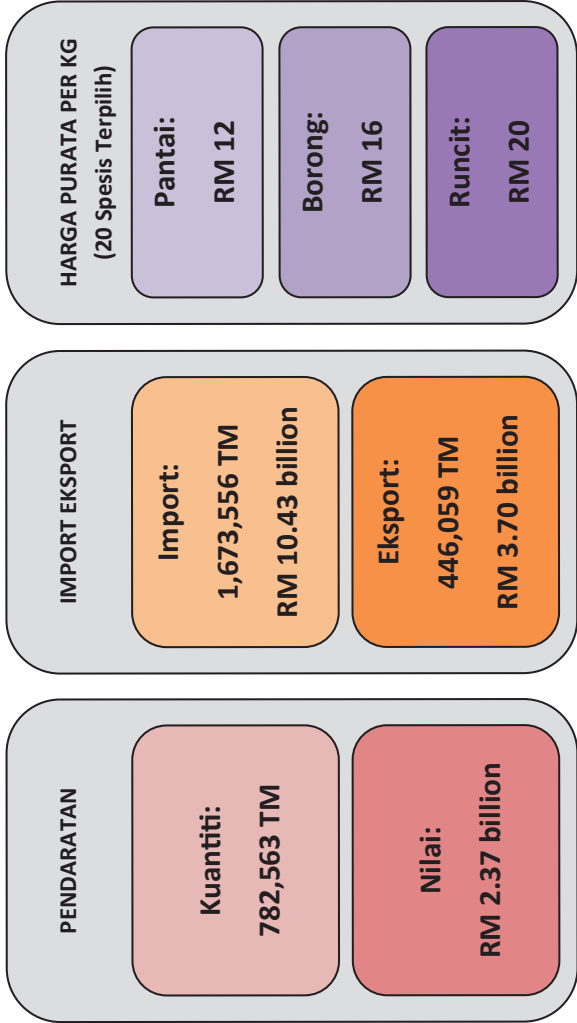 PENDARATAN
Kuantiti:
782,563 TM
Nilai:
RM 2.37 billion
IMPORT EKSPORT
Import:
1,673,556 TM
RM 10.43 billion
Eksport:
446,059 TM
RM 3.70 billion
HARGA PURATA PER KG
(20 Spesis Terpilih)
Pantai:
RM 12
Borong:
RM 16
Runcit:
RM 20